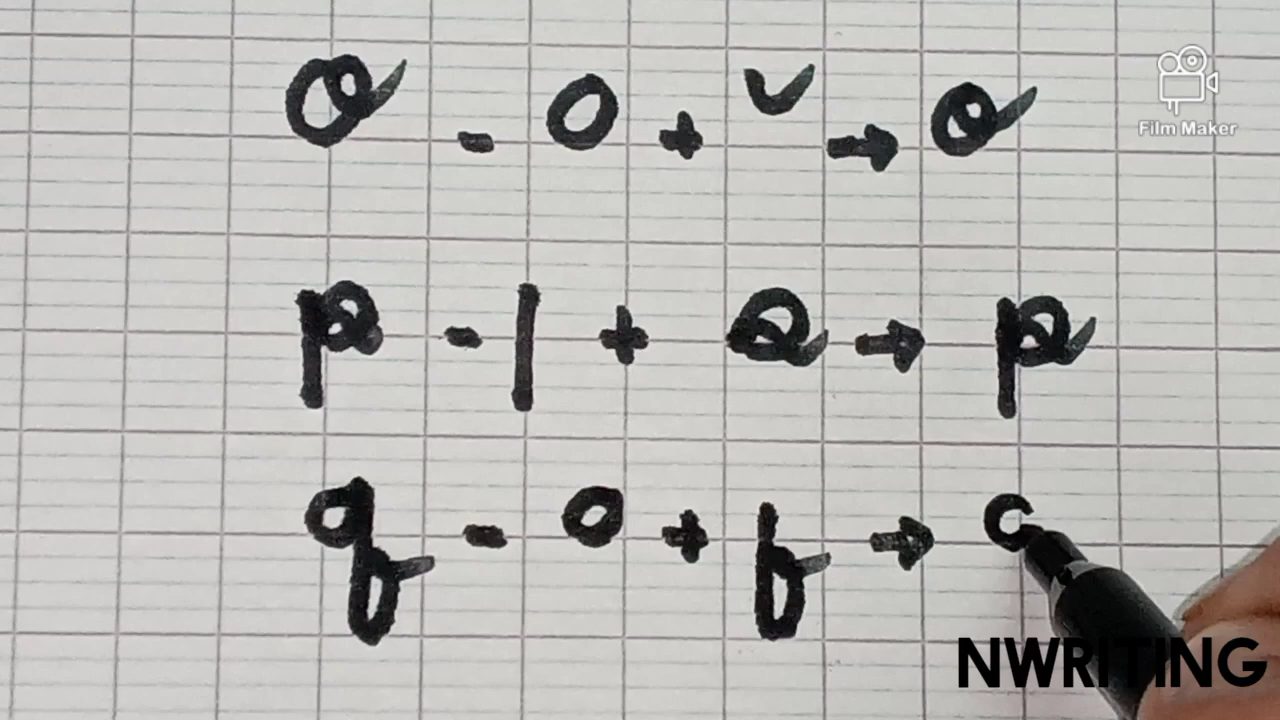 o - o + ᴗ → o
Film Maker
p - l + o → p
q - o + b → c
NWRITING